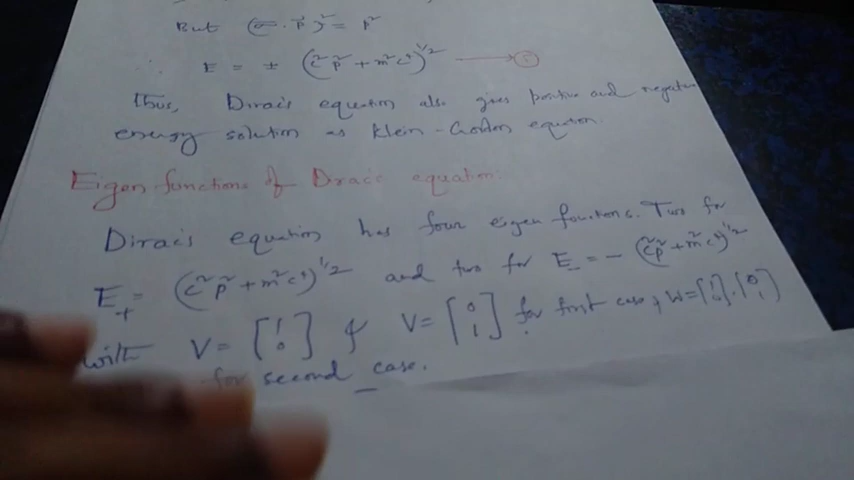 But (σ⃗ . p⃗)² = p²
∴ E = ± (c²p² + m²c⁴)^1/2 → 5
Thus, Dirac's equation also gives positive and negative
energy solution as Klein-Gordon equation.
Eigen functions of Dirac's equation:
Dirac's equation has four eigen functions. Two for
E₊ = (c²p² + m²c⁴)^1/2 and two for E₋ = - (c²p² + m²c⁴)^1/2
with V = [1 0] & V = [0 1] for first case, W = [1 0], [0 1]
for second case.